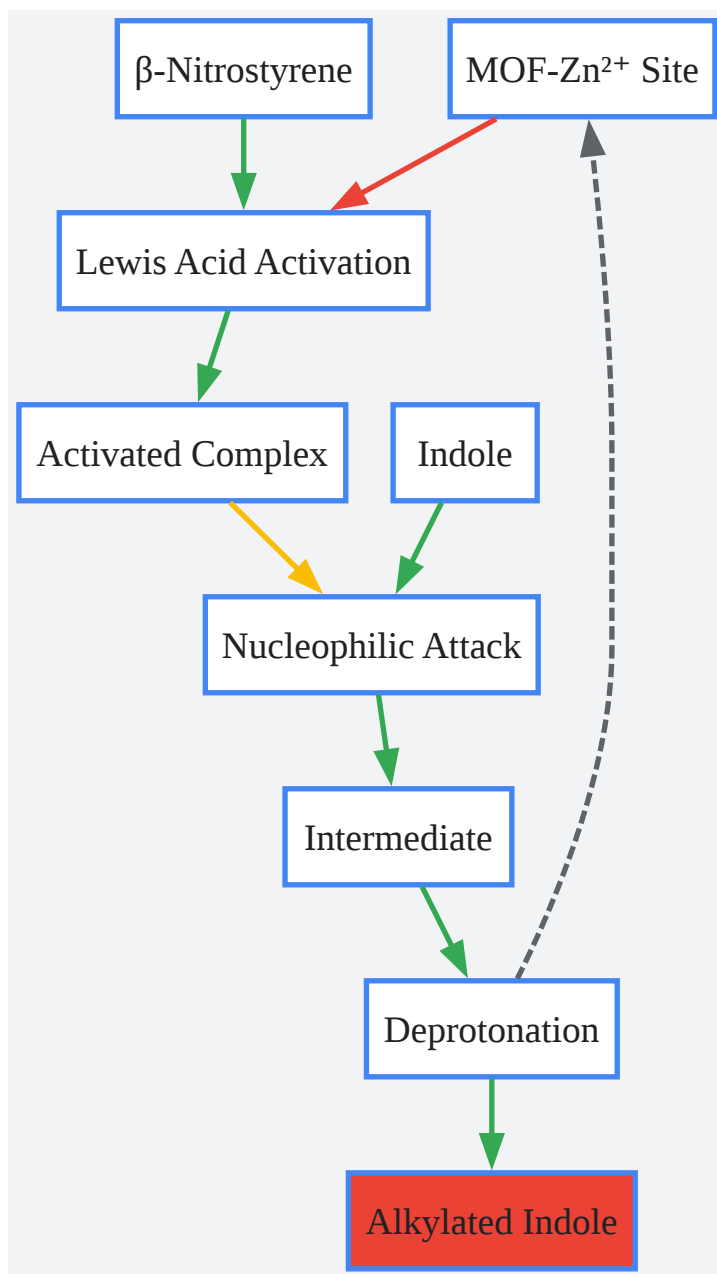 β-Nitrostyrene
MOF-Zn²⁺ Site
Lewis Acid Activation
Activated Complex
Indole
Nucleophilic Attack
Intermediate
Deprotonation
Alkylated Indole